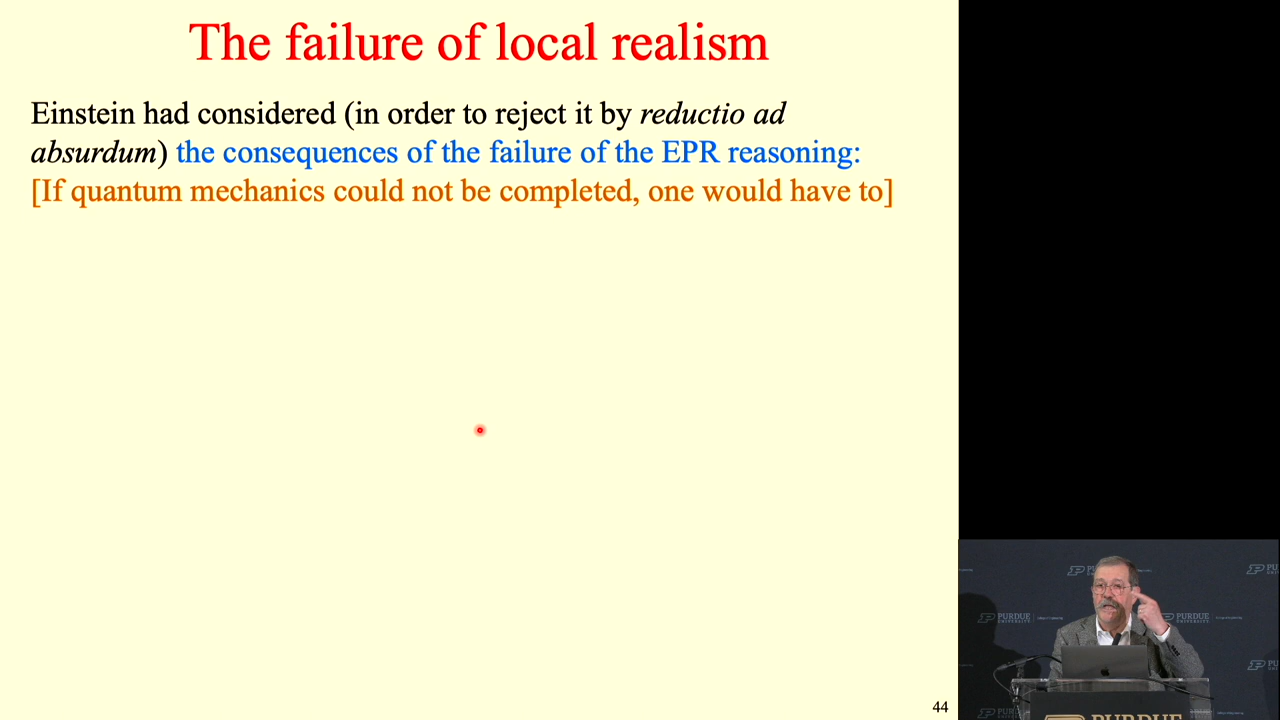 The failure of local realism
Einstein had considered (in order to reject it by reductio ad
absurdum) the consequences of the failure of the EPR reasoning:
[If quantum mechanics could not be completed, one would have to]
44
PURDUE
UNIVERSITY
PURDUE
UNIVERSITY
PURDUE